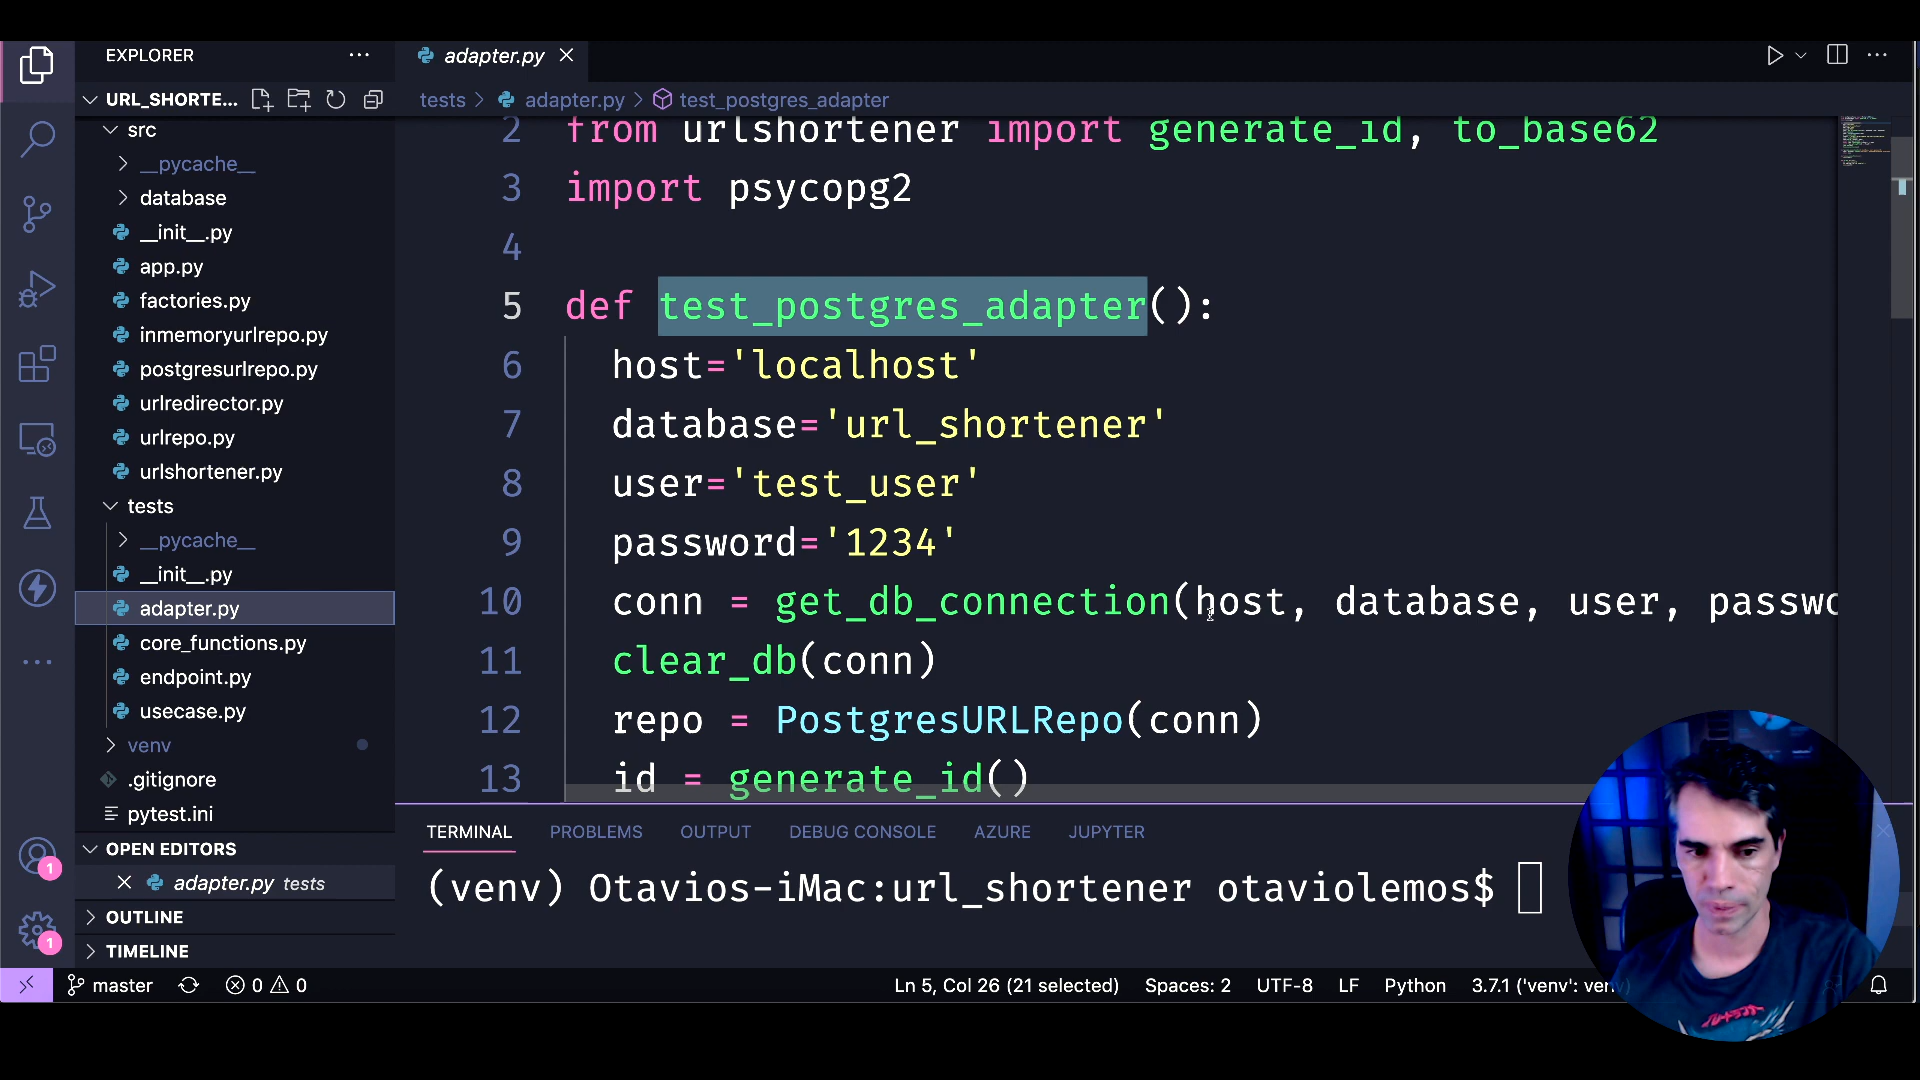 EXPLORER
adapter.py
URL_SHORTE...
tests > adapter.py > test_postgres_adapter
src
__pycache__
database
__init__.py
app.py
factories.py
inmemoryurlrepo.py
postgresurlrepo.py
urlredirector.py
urlrepo.py
urlshortener.py
tests
__pycache__
__init__.py
adapter.py
core_functions.py
endpoint.py
usecase.py
venv
.gitignore
pytest.ini
OPEN EDITORS
adapter.py tests
OUTLINE
TIMELINE
2 from urlshortener import generate_id, to_base62
3 import psycopg2
4
5 def test_postgres_adapter():
6 host='localhost'
7 database='url_shortener'
8 user='test_user'
9 password='1234'
10 conn = get_db_connection(host, database, user, passwo
11 clear_db(conn)
12 repo = PostgresURLRepo(conn)
13 id = generate_id()
TERMINAL PROBLEMS OUTPUT DEBUG CONSOLE AZURE JUPYTER
(venv) Otavios-iMac:url_shortener otaviolemos$
1
1
master 0 0 Ln 5, Col 26 (21 selected) Spaces: 2 UTF-8 LF Python 3.7.1 ('venv': venv)